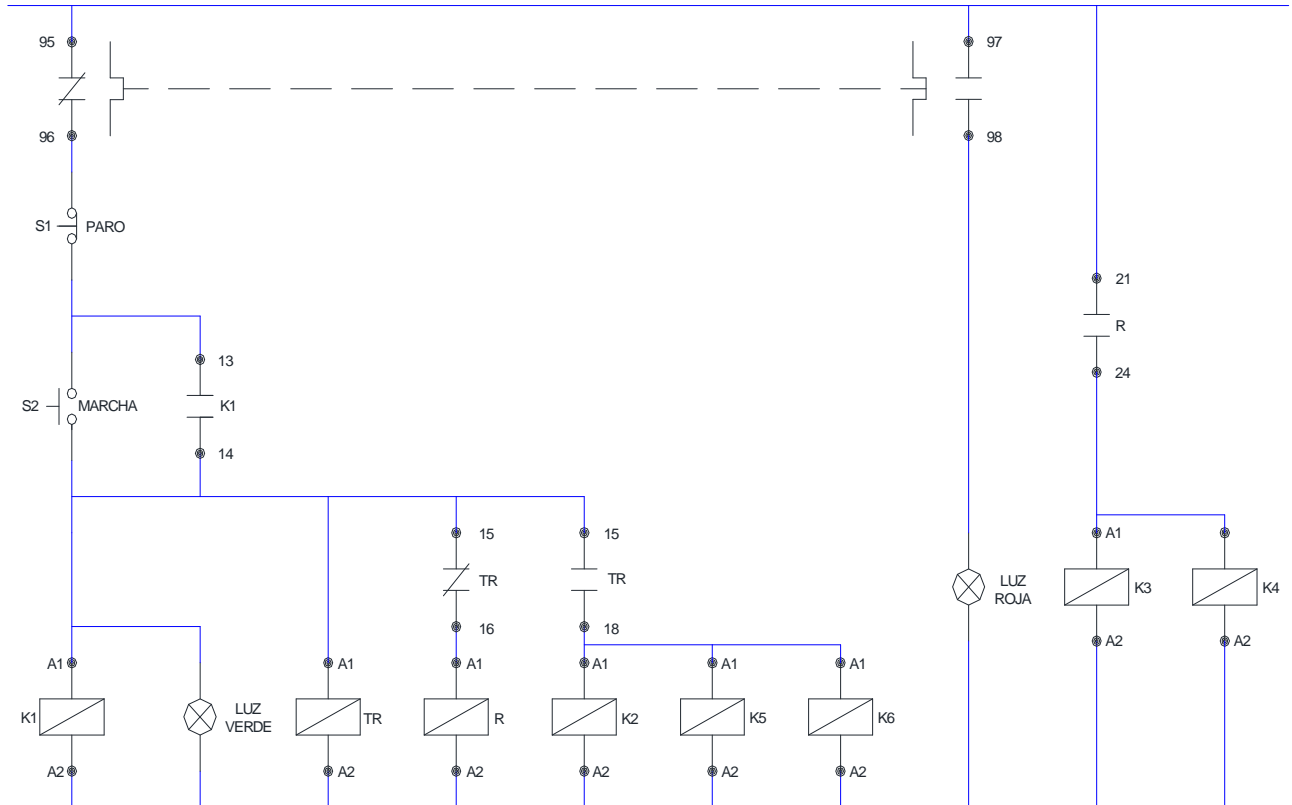 95
97
96
98
S1
PARO
21
R
24
13
S2
MARCHA
K1
14
15
15
A1
TR
TR
LUZ
ROJA
K3
K4
16
18
A2
A2
A1
A1
A1
A1
A1
A1
K1
LUZ
VERDE
TR
R
K2
K5
K6
A2
A2
A2
A2
A2
A2